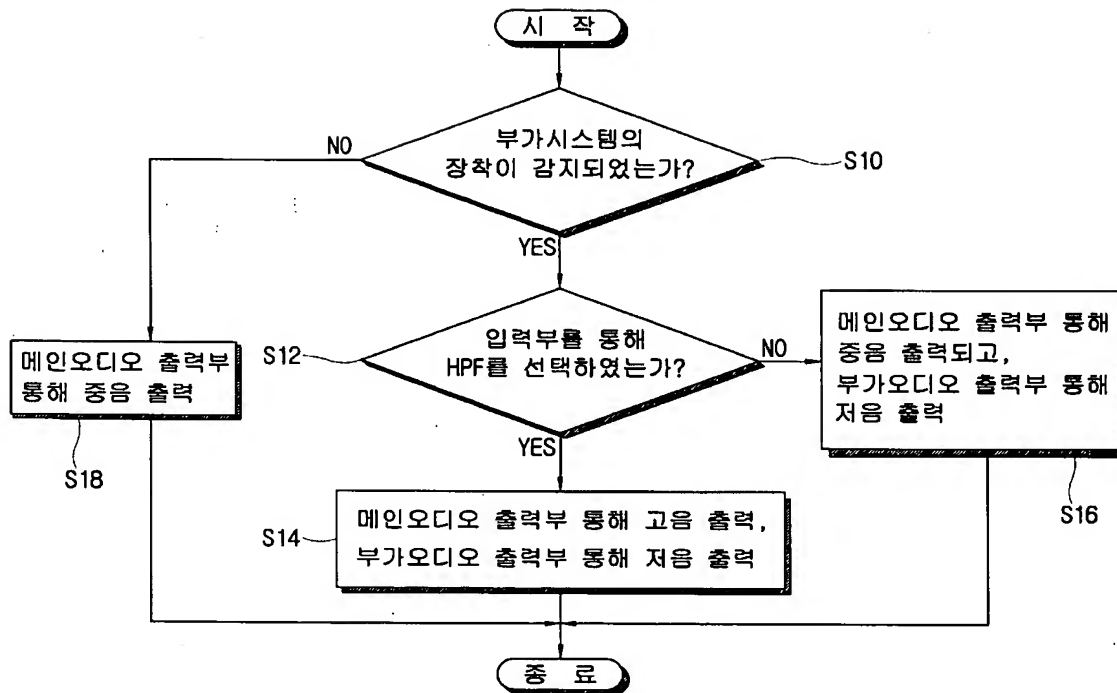 시 작
부가시스템의
장착이 감지되었는가?
S10
NO
YES
입력부를 통해
HPF를 선택하였는가?
S12
NO
YES
메인오디오 출력부 통해
중음 출력되고,
부가오디오 출력부 통해
저음 출력
S16
메인오디오 출력부
통해 중음 출력
S18
메인오디오 출력부 통해 고음 출력,
부가오디오 출력부 통해 저음 출력
S14
종 료